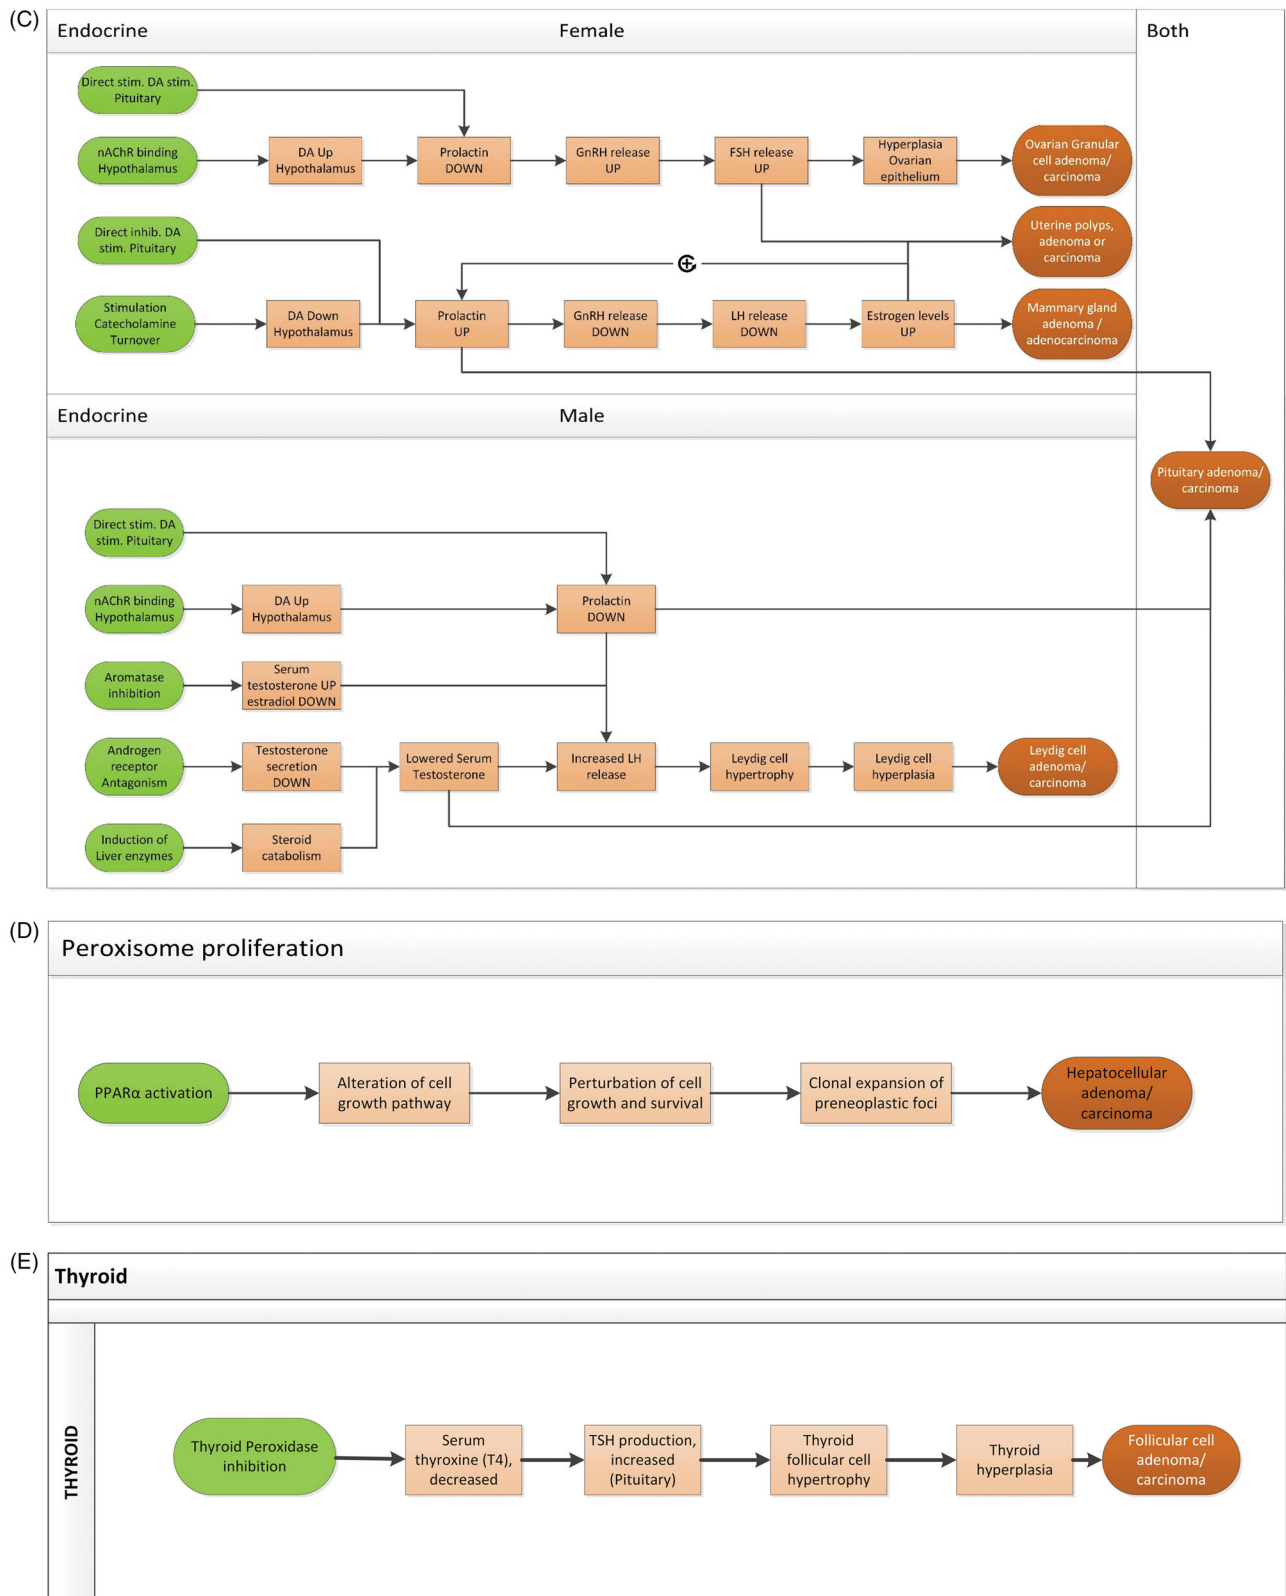 (C)
Endocrine
Female
Both
Direct stim. DA stim.
Pituitary
nAChR binding
Hypothalamus
DA Up
Hypothalamus
Prolactin
DOWN
GnRH release
UP
FSH release
UP
Hyperplasia
Ovarian
epithelium
Ovarian Granular
cell adenoma/
carcinoma
Direct inhib. DA
stim. Pituitary
Uterine polyps,
adenoma or
carcinoma
Stimulation
Catecholamine
Turnover
DA Down
Hypothalamus
Prolactin
UP
GnRH release
DOWN
LH release
DOWN
Estrogen levels
UP
Mammary gland
adenoma /
adenocarcinoma
Endocrine
Male
Pituitary adenoma/
carcinoma
Direct stim. DA
stim. Pituitary
nAChR binding
Hypothalamus
DA Up
Hypothalamus
Prolactin
DOWN
Aromatase
inhibition
Serum
testosterone UP
estradiol DOWN
Androgen
receptor
Antagonism
Testosterone
secretion
DOWN
Lowered Serum
Testosterone
Increased LH
release
Leydig cell
hypertrophy
Leydig cell
hyperplasia
Leydig cell
adenoma/
carcinoma
Induction of
Liver enzymes
Steroid
catabolism
(D)
Peroxisome proliferation
PPARα activation
Alteration of cell
growth pathway
Perturbation of cell
growth and survival
Clonal expansion of
preneoplastic foci
Hepatocellular
adenoma/
carcinoma
(E)
Thyroid
THYROID
Thyroid Peroxidase
inhibition
Serum
thyroxine (T4),
decreased
TSH production,
increased
(Pituitary)
Thyroid
follicular cell
hypertrophy
Thyroid
hyperplasia
Follicular cell
adenoma/
carcinoma